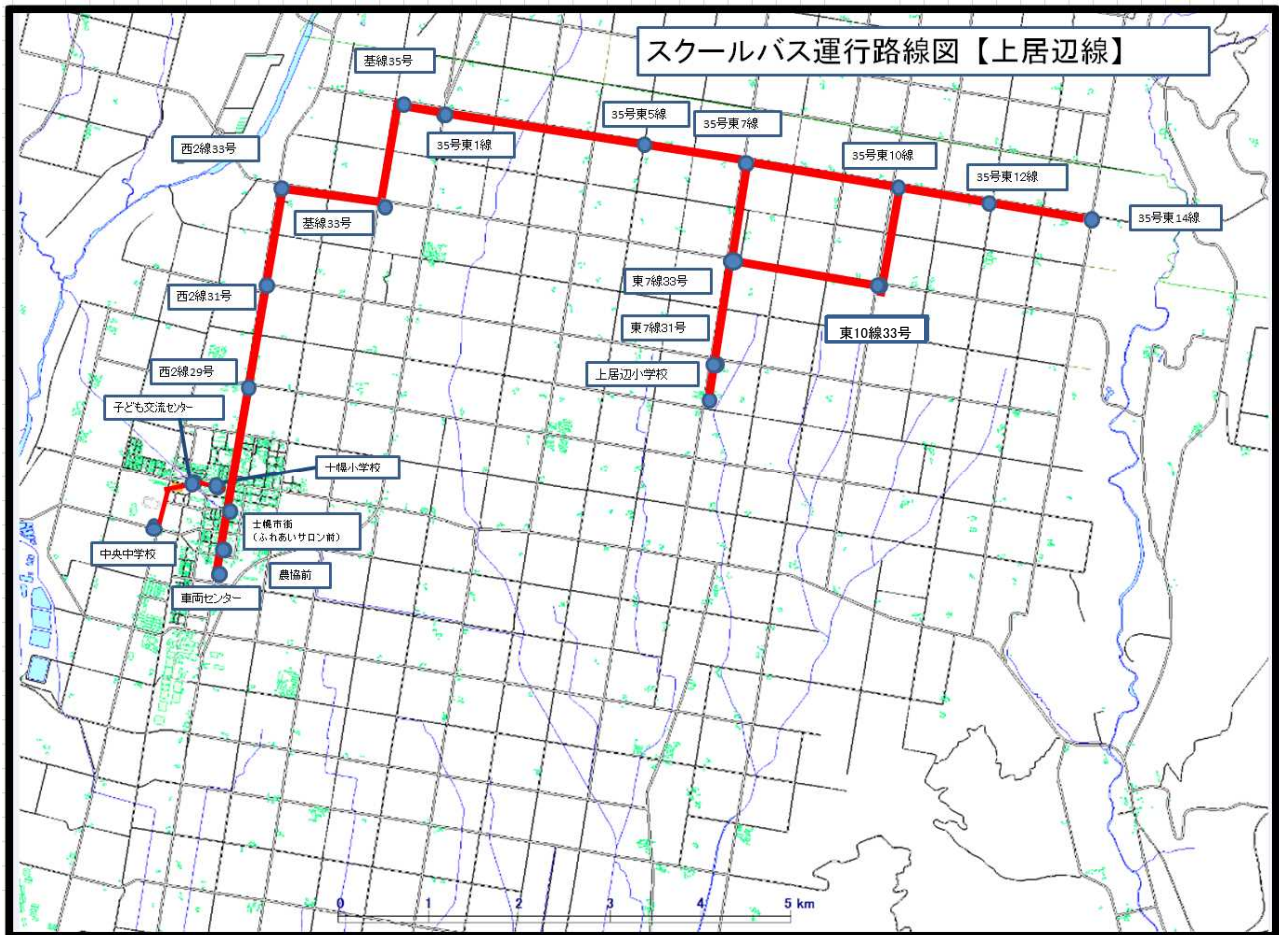 スクールバス運行路線図【上居辺線】
基線35号
35号東5線
35号東7線
西2線33号
35号東1線
35号東10線
35号東12線
基線33号
35号東14線
東7線33号
西2線31号
東7線31号
東10線33号
西2線29号
上居辺小学校
子ども交流センター
士幌小学校
士幌市街
(ふれあいサロン前)
中央中学校
農協前
車両センター
0 1 2 3 4 5 km